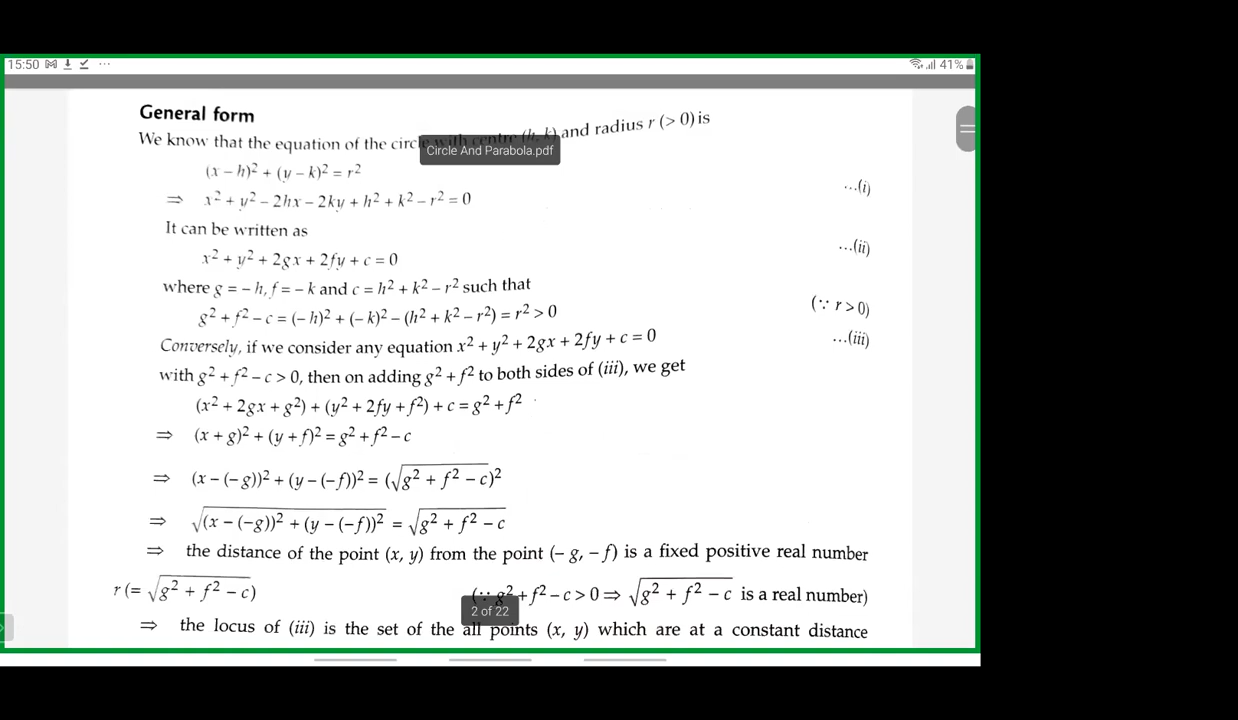 15:50
41%
General form
We know that the equation of the circle with centre (h, k) and radius r (> 0) is
Circle And Parabola.pdf
(x − h)² + (y − k)² = r²
...(i)
⇒ x² + y² − 2hx − 2ky + h² + k² − r² = 0
It can be written as
...(ii)
x² + y² + 2gx + 2fy + c = 0
where g = − h, f = − k and c = h² + k² − r² such that
g² + f² − c = (− h)² + (− k)² − (h² + k² − r²) = r² > 0
(∵ r > 0)
Conversely, if we consider any equation x² + y² + 2gx + 2fy + c = 0
...(iii)
with g² + f² − c > 0, then on adding g² + f² to both sides of (iii), we get
(x² + 2gx + g²) + (y² + 2fy + f²) + c = g² + f²
⇒ (x + g)² + (y + f)² = g² + f² − c
⇒ (x − (−g))² + (y − (−f))² = (√(g² + f² − c))²
⇒ √((x − (−g))² + (y − (−f))²) = √(g² + f² − c)
⇒ the distance of the point (x, y) from the point (− g, − f) is a fixed positive real number
r (= √(g² + f² − c)) (∵ g² + f² − c > 0 ⇒ √(g² + f² − c) is a real number)
2 of 22
⇒ the locus of (iii) is the set of the all points (x, y) which are at a constant distance